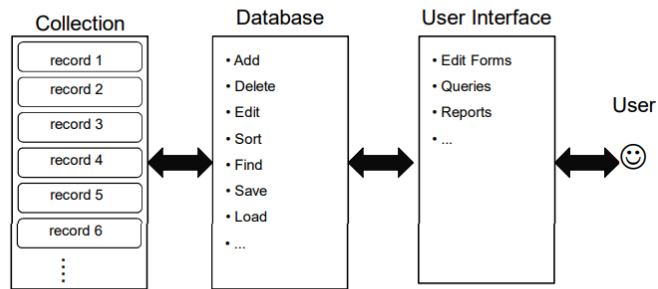 Collection
record 1
record 2
record 3
record 4
record 5
record 6
⋮
Database
• Add
• Delete
• Edit
• Sort
• Find
• Save
• Load
• ...
User Interface
• Edit Forms
• Queries
• Reports
• ...
User